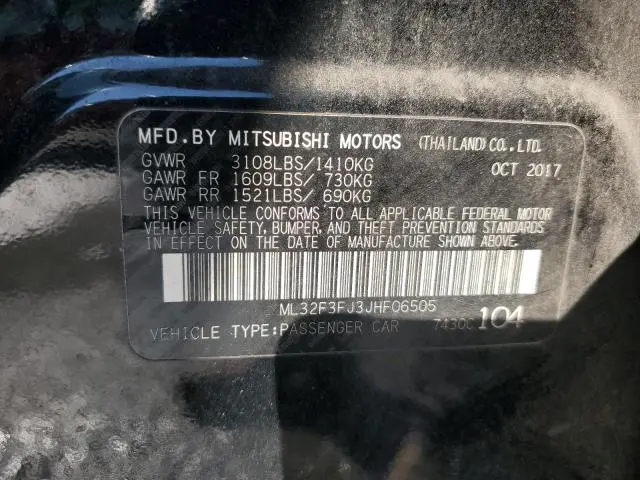 MFD. BY MITSUBISHI MOTORS (THAILAND) CO., LTD.
GVWR 3108LBS/1410KG OCT 2017
GAWR FR 1609LBS/ 730KG
GAWR RR 1521LBS/ 690KG
THIS VEHICLE CONFORMS TO ALL APPLICABLE FEDERAL MOTOR
VEHICLE SAFETY, BUMPER, AND THEFT PREVENTION STANDARDS
IN EFFECT ON THE DATE OF MANUFACTURE SHOWN ABOVE.
ML32F3FJ3JHF06505
VEHICLE TYPE:PASSENGER CAR 7430C 104